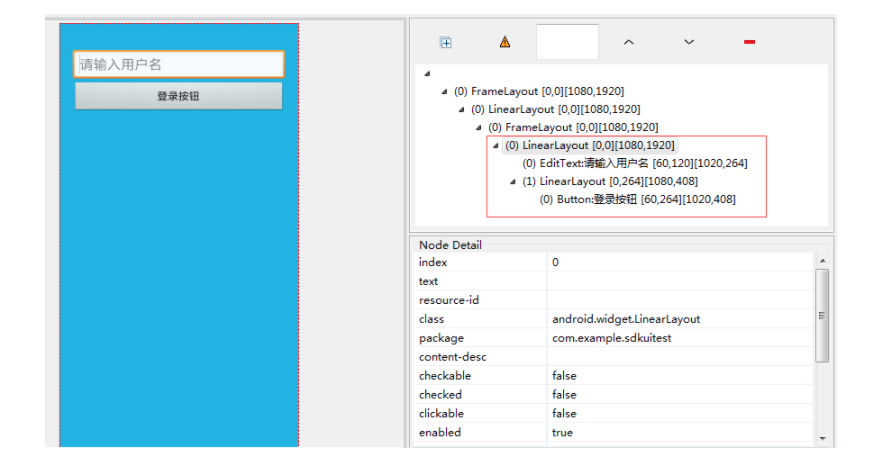 请输入用户名
登录按钮
(0) FrameLayout [0,0][1080,1920]
(0) LinearLayout [0,0][1080,1920]
(0) FrameLayout [0,0][1080,1920]
(0) LinearLayout [0,0][1080,1920]
(0) EditText:请输入用户名 [60,120][1020,264]
(1) LinearLayout [0,264][1080,408]
(0) Button:登录按钮 [60,264][1020,408]
Node Detail
index 0
text
resource-id
class android.widget.LinearLayout
package com.example.sdkuitest
content-desc
checkable false
checked false
clickable false
enabled true